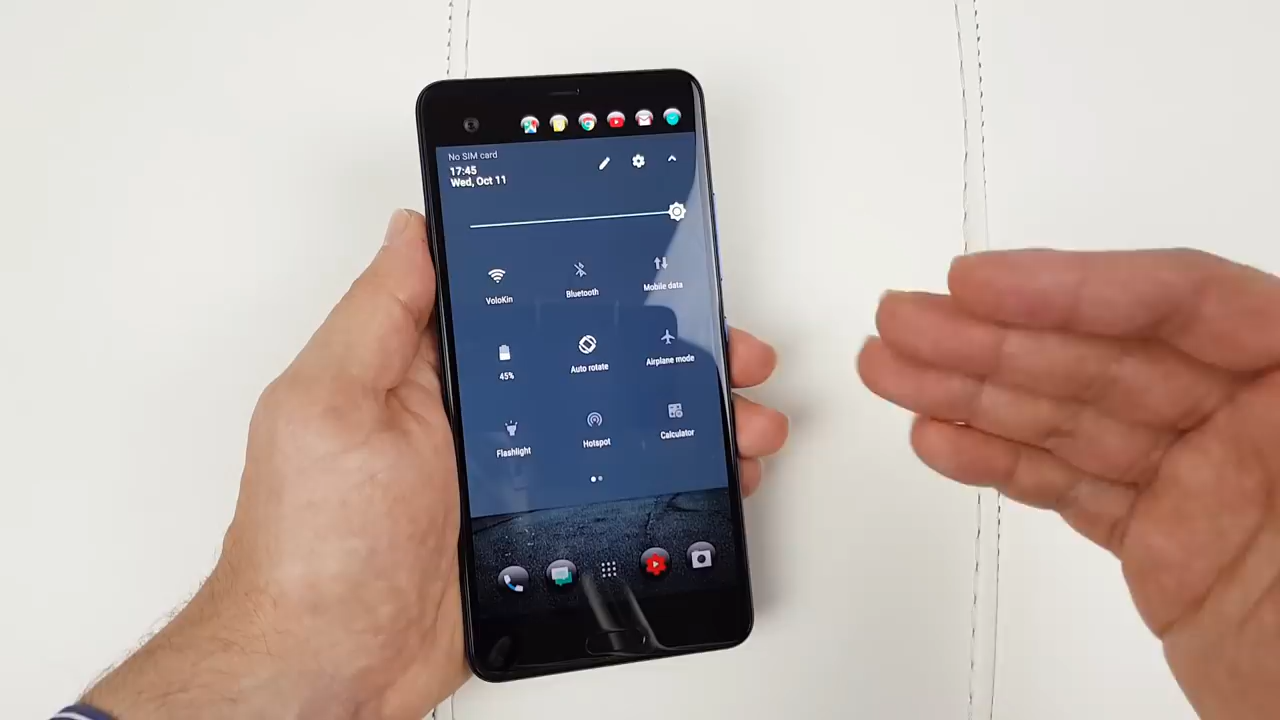 No SIM card
17:45
Wed, Oct 11
VoloKin
Bluetooth
Mobile data
45%
Auto rotate
Airplane mode
Flashlight
Hotspot
Calculator